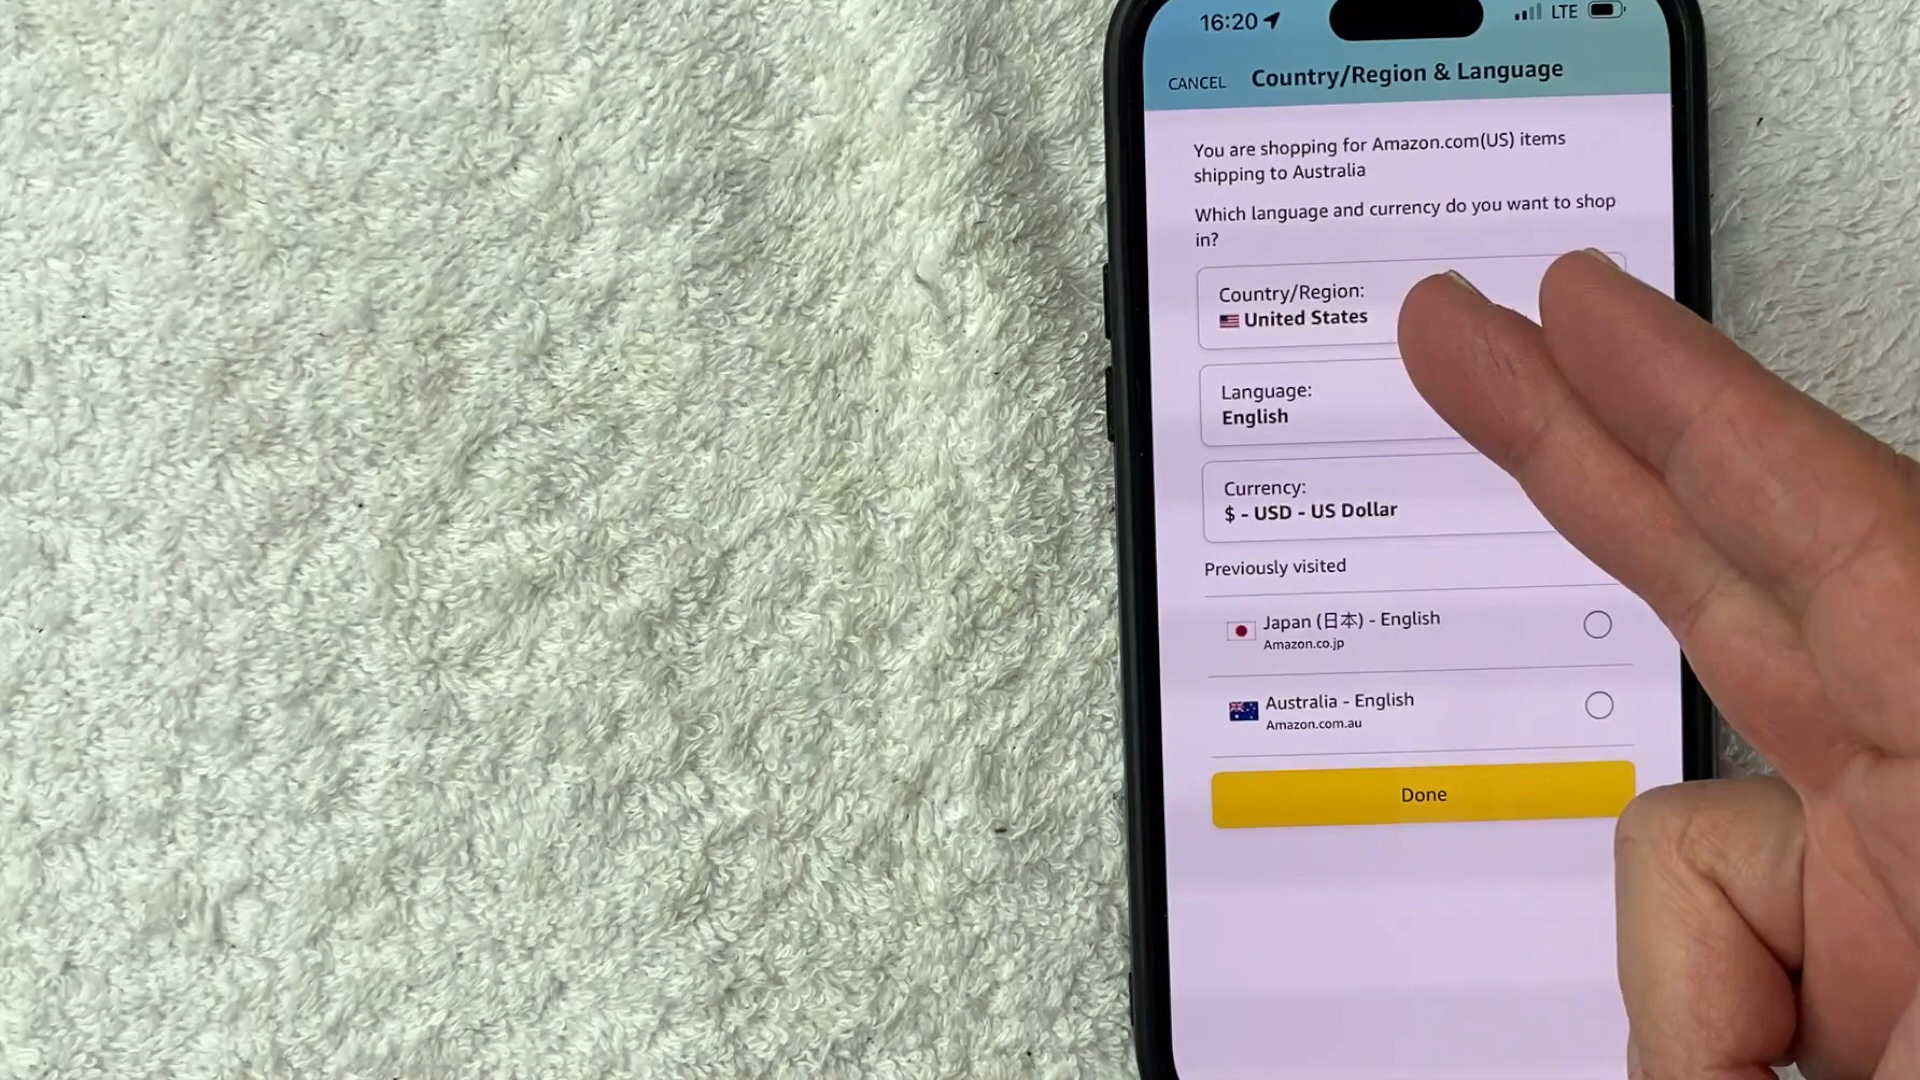 16:20
LTE
CANCEL
Country/Region & Language
You are shopping for Amazon.com(US) items
shipping to Australia
Which language and currency do you want to shop
in?
Country/Region:
United States
Language:
English
Currency:
$ - USD - US Dollar
Previously visited
Japan (日本) - English
Amazon.co.jp
Australia - English
Amazon.com.au
Done